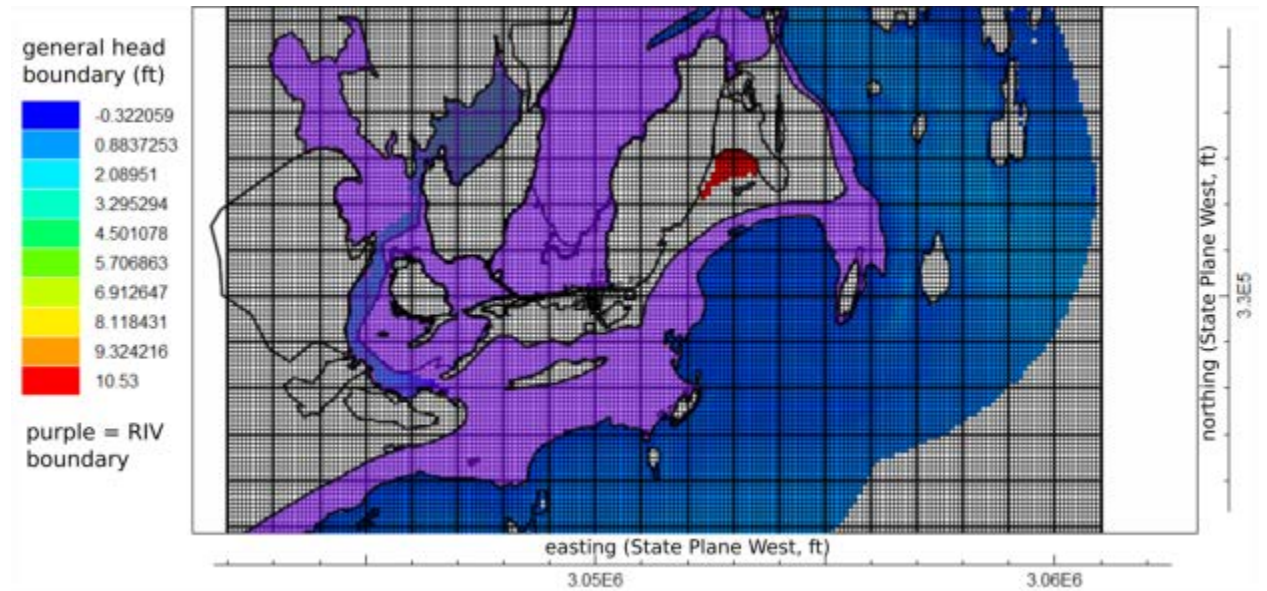 general head
boundary (ft)
-0.322059
0.8837253
2.08951
3.295294
4.501078
5.706863
6.912647
8.118431
9.324216
10.53
purple = RIV
boundary
northing (State Plane West, ft)
3.3E5
easting (State Plane West, ft)
3.05E6
3.06E6